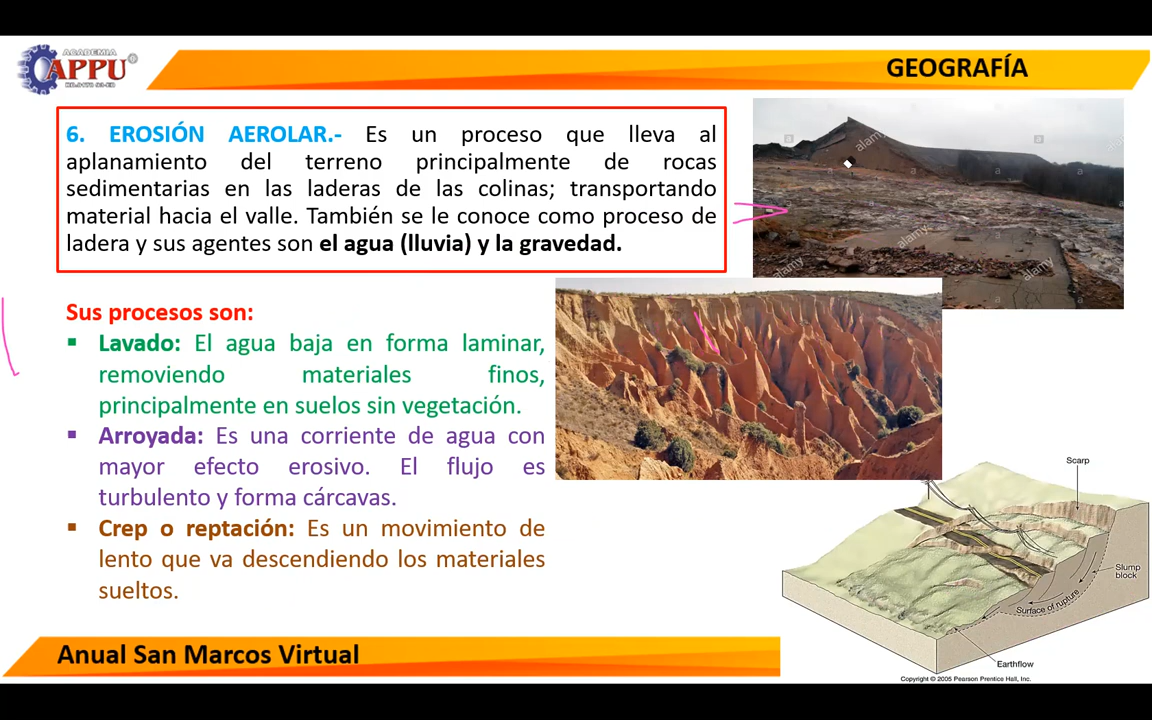 ACADEMIA
APPU
GEOGRAFÍA
6. EROSIÓN AEROLAR.- Es un proceso que lleva al
aplanamiento del terreno principalmente de rocas
sedimentarias en las laderas de las colinas; transportando
material hacia el valle. También se le conoce como proceso de
ladera y sus agentes son el agua (lluvia) y la gravedad.
alamy
alamy
alamy
alamy
Sus procesos son:
▪ Lavado: El agua baja en forma laminar,
removiendo materiales finos,
principalmente en suelos sin vegetación.
▪ Arroyada: Es una corriente de agua con
mayor efecto erosivo. El flujo es
turbulento y forma cárcavas.
▪ Crep o reptación: Es un movimiento de
lento que va descendiendo los materiales
sueltos.
Scarp
Slump
block
Surface of rupture
Earthflow
Copyright © 2005 Pearson Prentice Hall, Inc.
Anual San Marcos Virtual